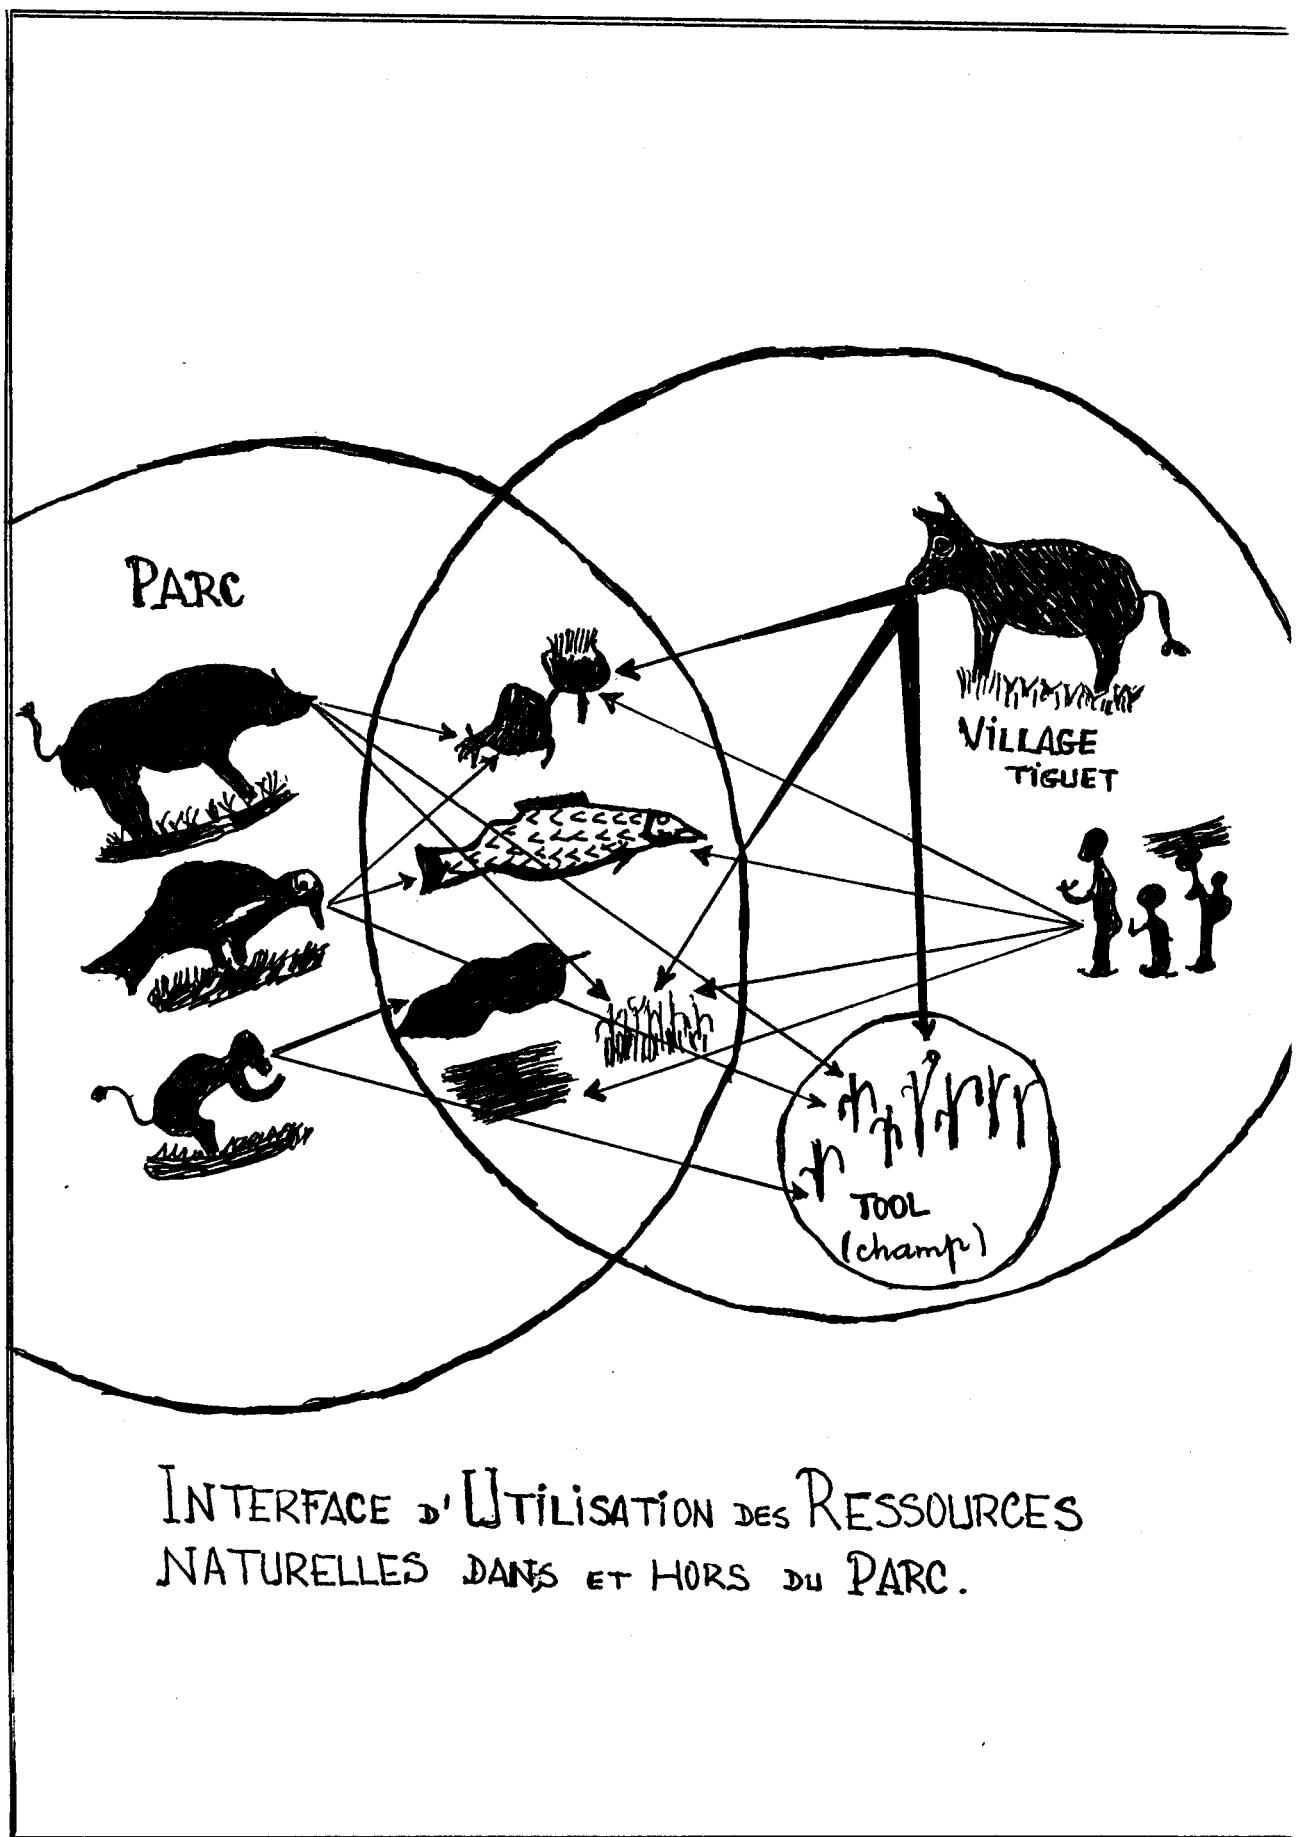 PARC
VILLAGE
TIGUET
TOOL
(champ)
INTERFACE D'UTILISATION DES RESSOURCES
NATURELLES DANS ET HORS DU PARC.